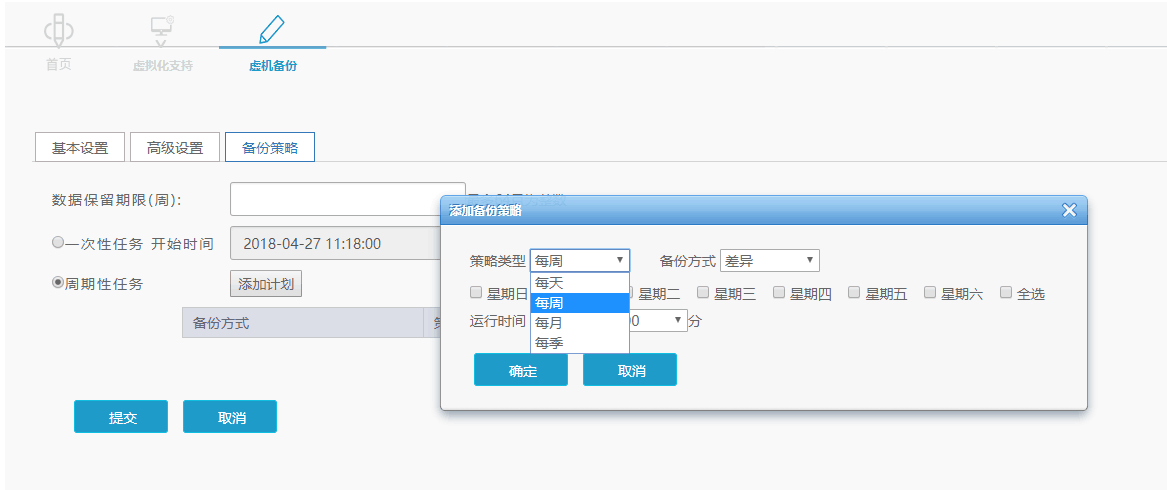 首页
虚拟化支持
虚机备份
基本设置
高级设置
备份策略
数据保留期限(周):
添加备份策略
一次性任务 开始时间
2018-04-27 11:18:00
策略类型
每周
备份方式
差异
周期性任务
添加计划
每天
每周
每月
每季
星期日
星期二
星期三
星期四
星期五
星期六
全选
运行时间
分
备份方式
确定
取消
提交
取消